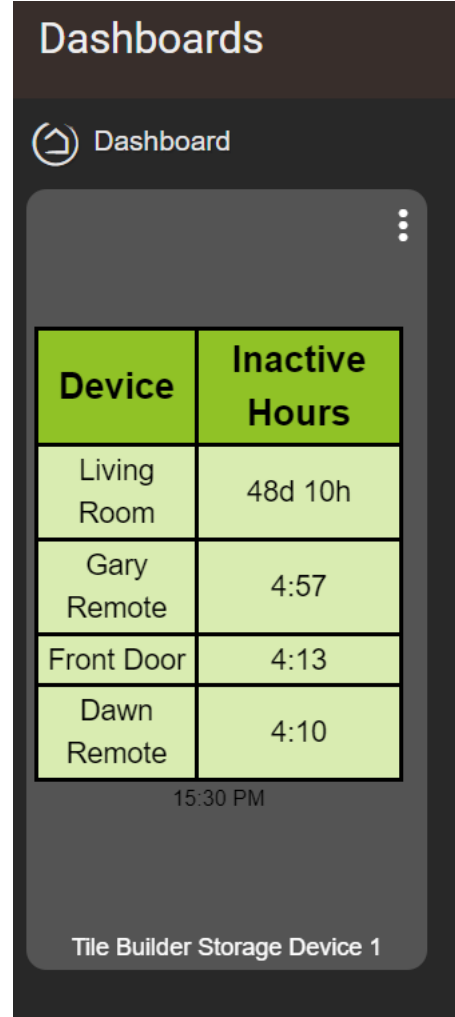 Dashboards
Dashboard
Device
Inactive
Hours
Living
Room
48d 10h
Gary
Remote
4:57
Front Door
4:13
Dawn
Remote
4:10
15:30 PM
Tile Builder Storage Device 1